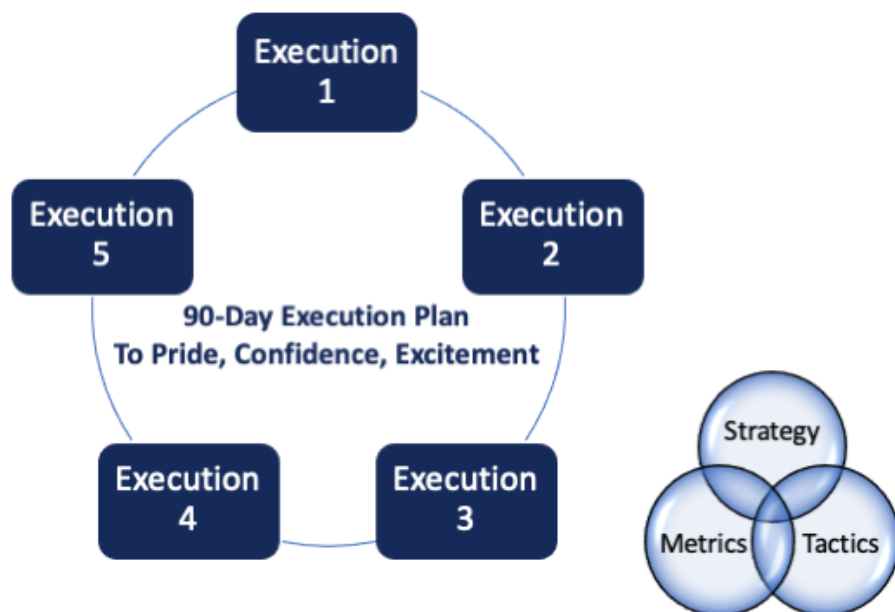 Execution
1
Execution
2
Execution
3
Execution
4
Execution
5
90-Day Execution Plan
To Pride, Confidence, Excitement
Strategy
Metrics
Tactics